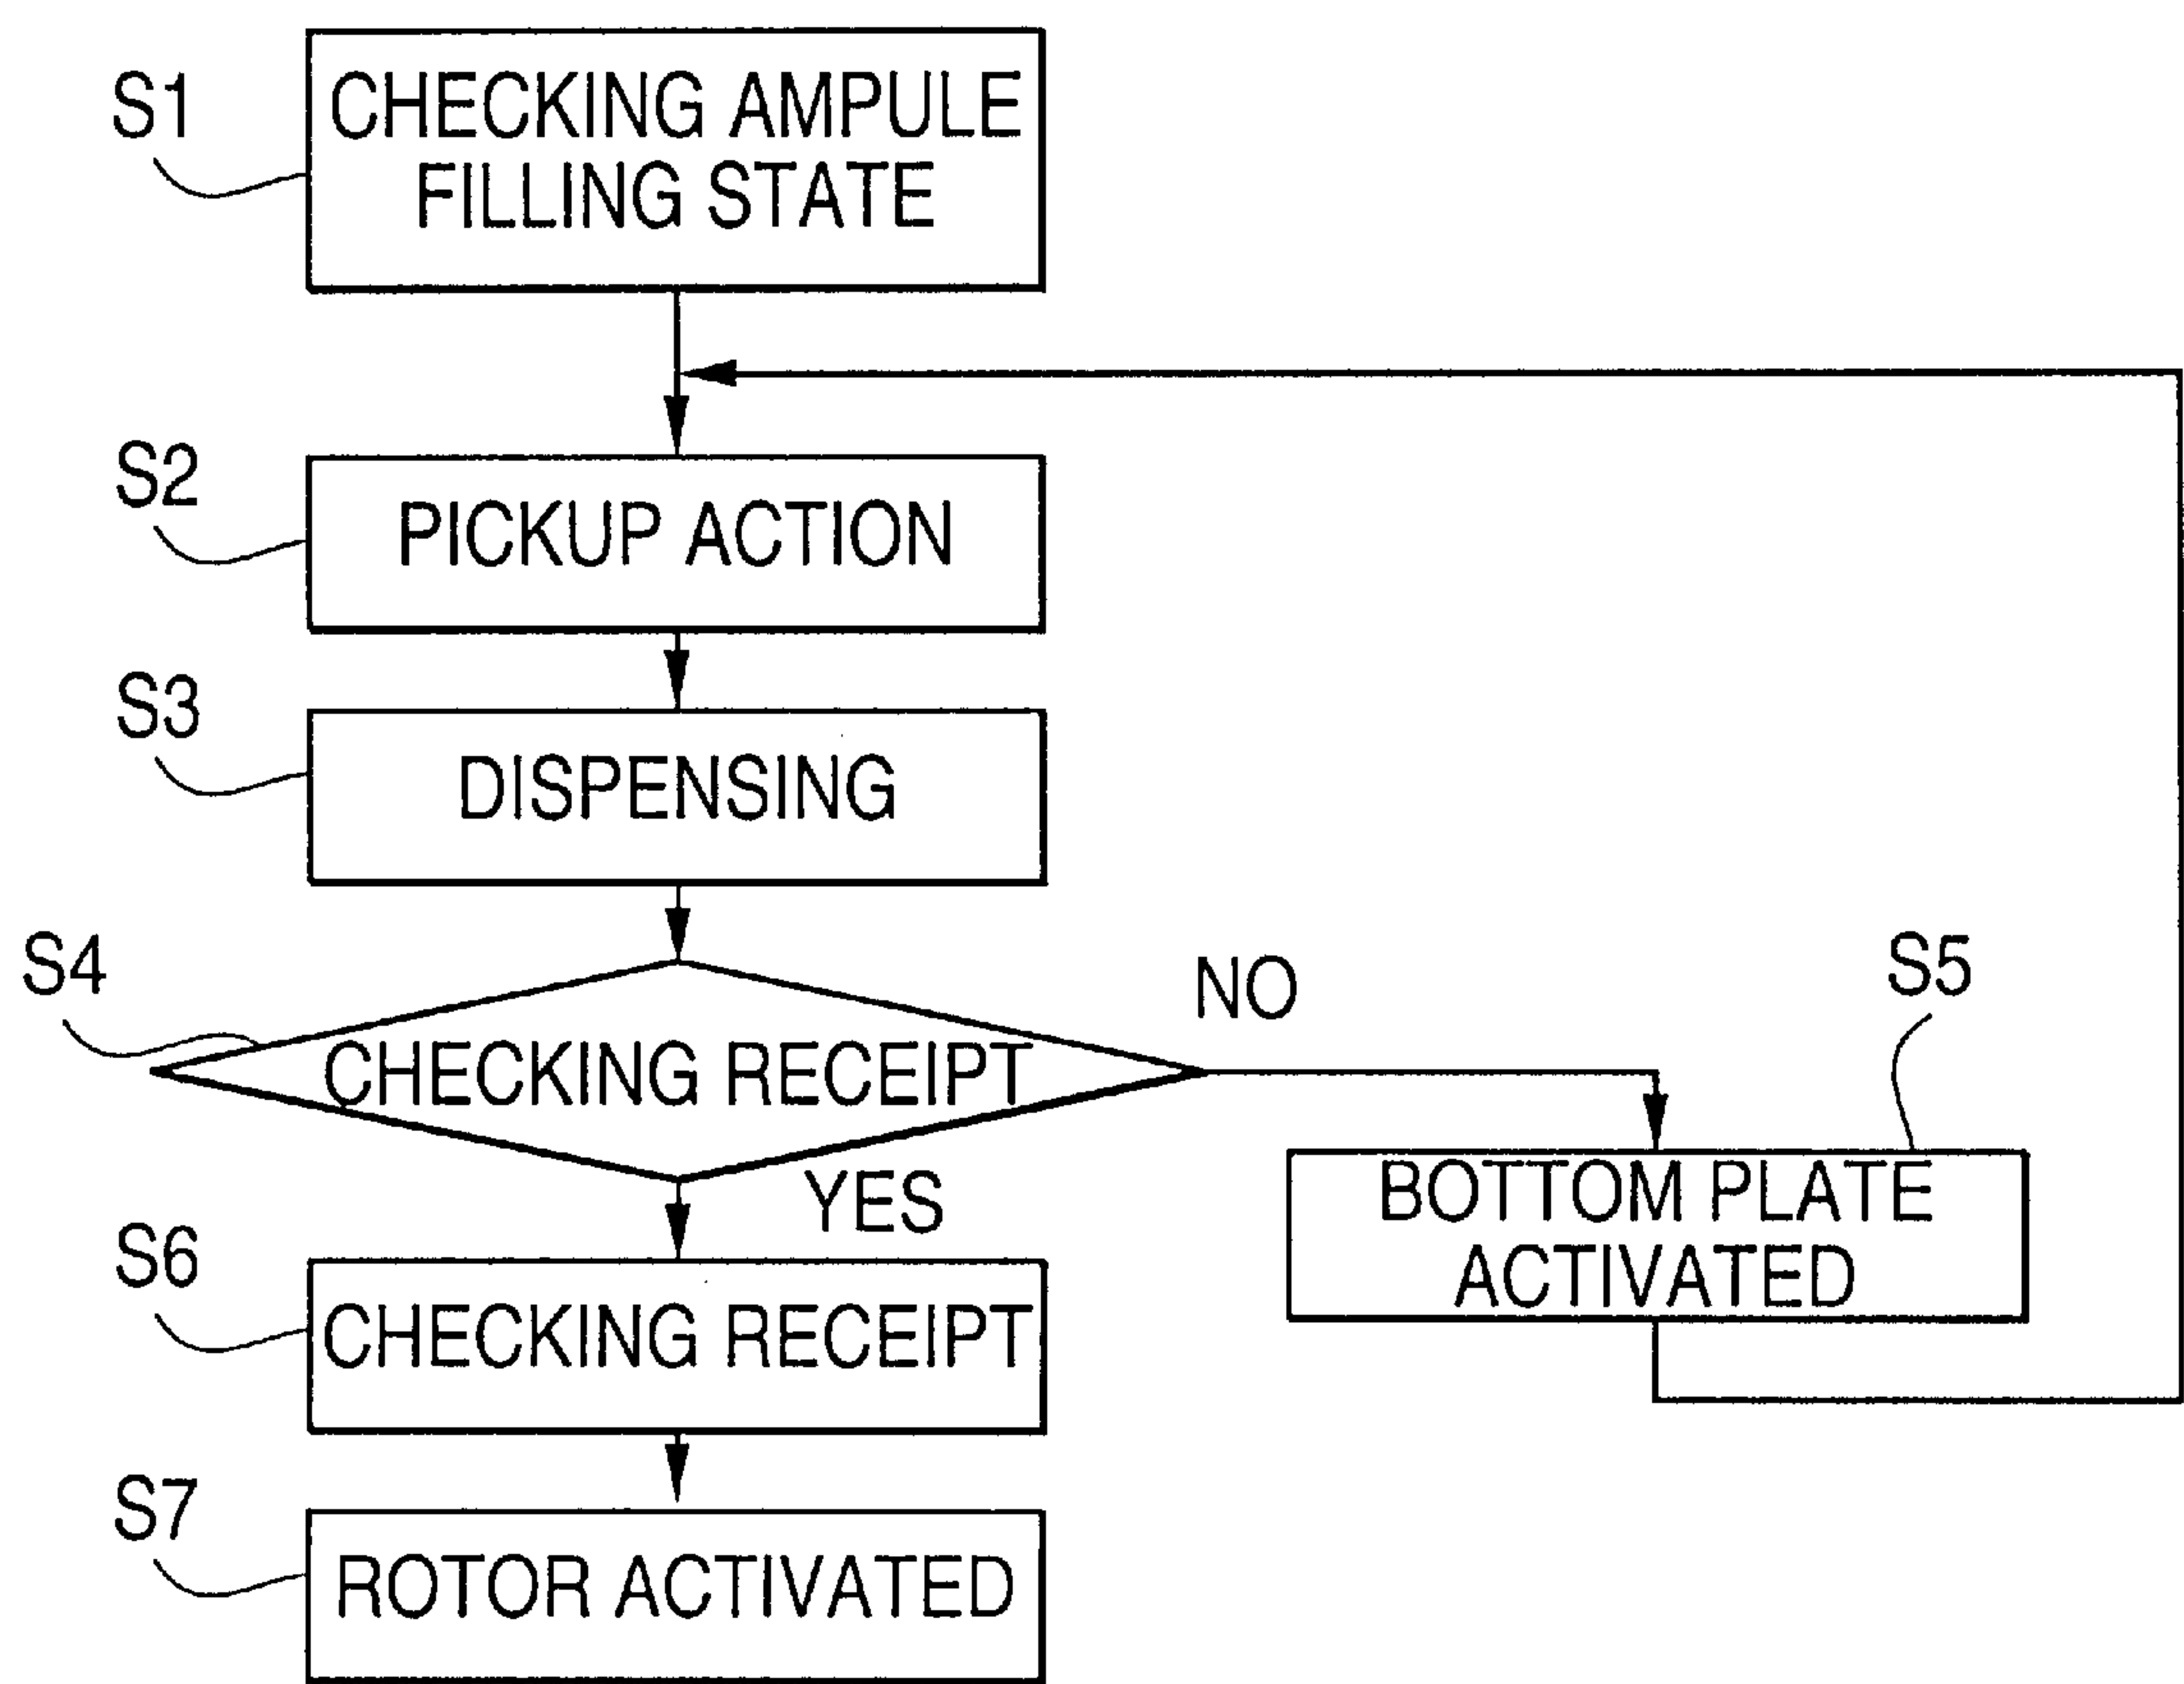 S1
CHECKING AMPULE
FILLING STATE
S2
PICKUP ACTION
S3
DISPENSING
S4
CHECKING RECEIPT
NO
S5
BOTTOM PLATE
ACTIVATED
YES
S6
CHECKING RECEIPT
S7
ROTOR ACTIVATED